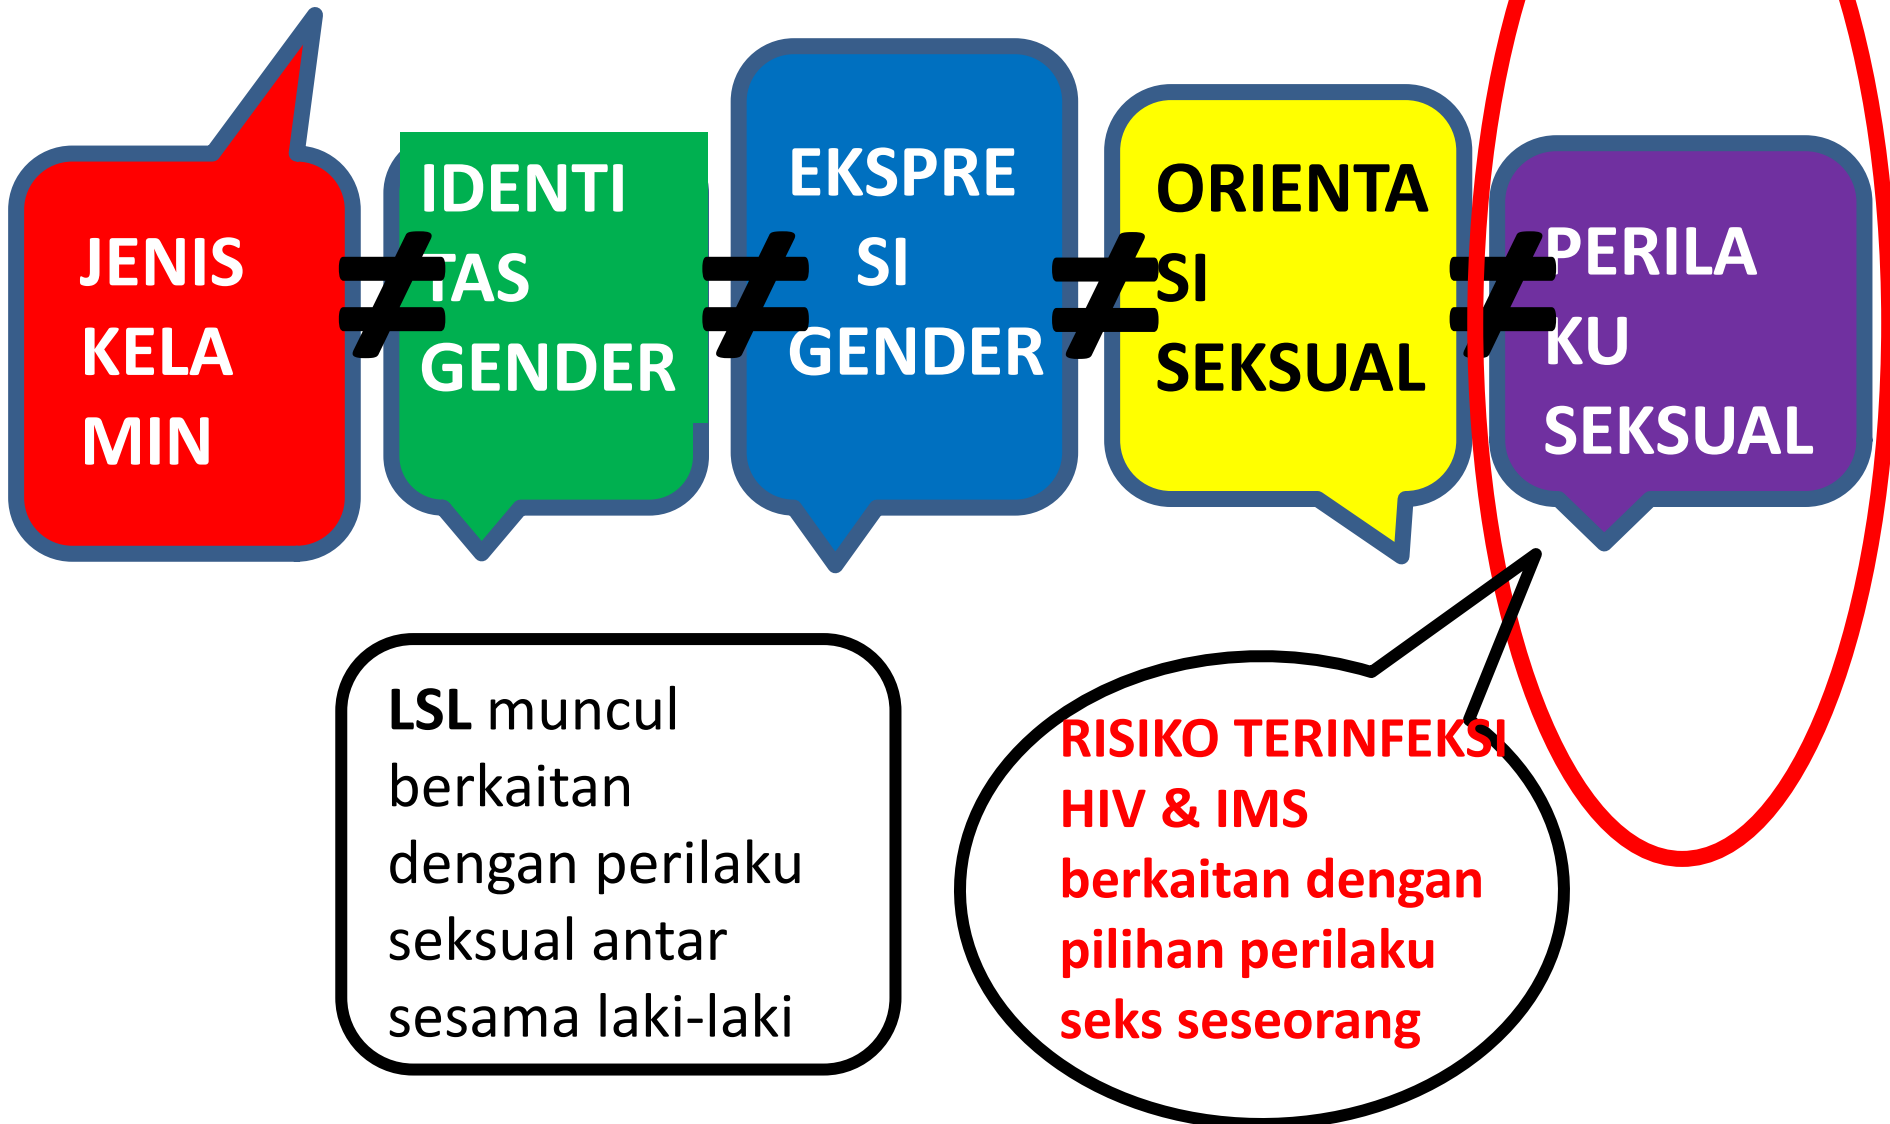 JENIS
KELA
MIN
≠
IDENTI
TAS
GENDER
≠
EKSPRE
SI
GENDER
≠
ORIENTA
SI
SEKSUAL
≠
PERILA
KU
SEKSUAL
LSL muncul
berkaitan
dengan perilaku
seksual antar
sesama laki-laki
RISIKO TERINFEKSI
HIV & IMS
berkaitan dengan
pilihan perilaku
seks seseorang